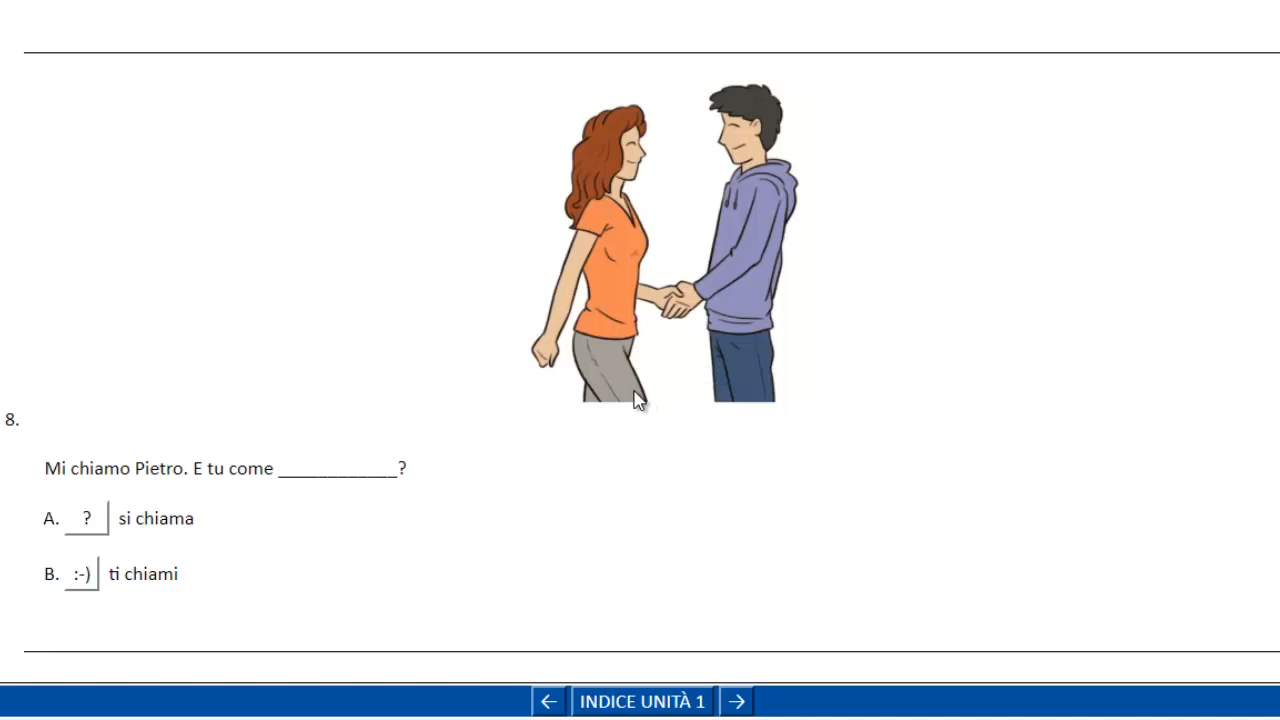 8.
Mi chiamo Pietro. E tu come ____________?
A. ? si chiama
B. :-) ti chiami
← INDICE UNITÀ 1 →